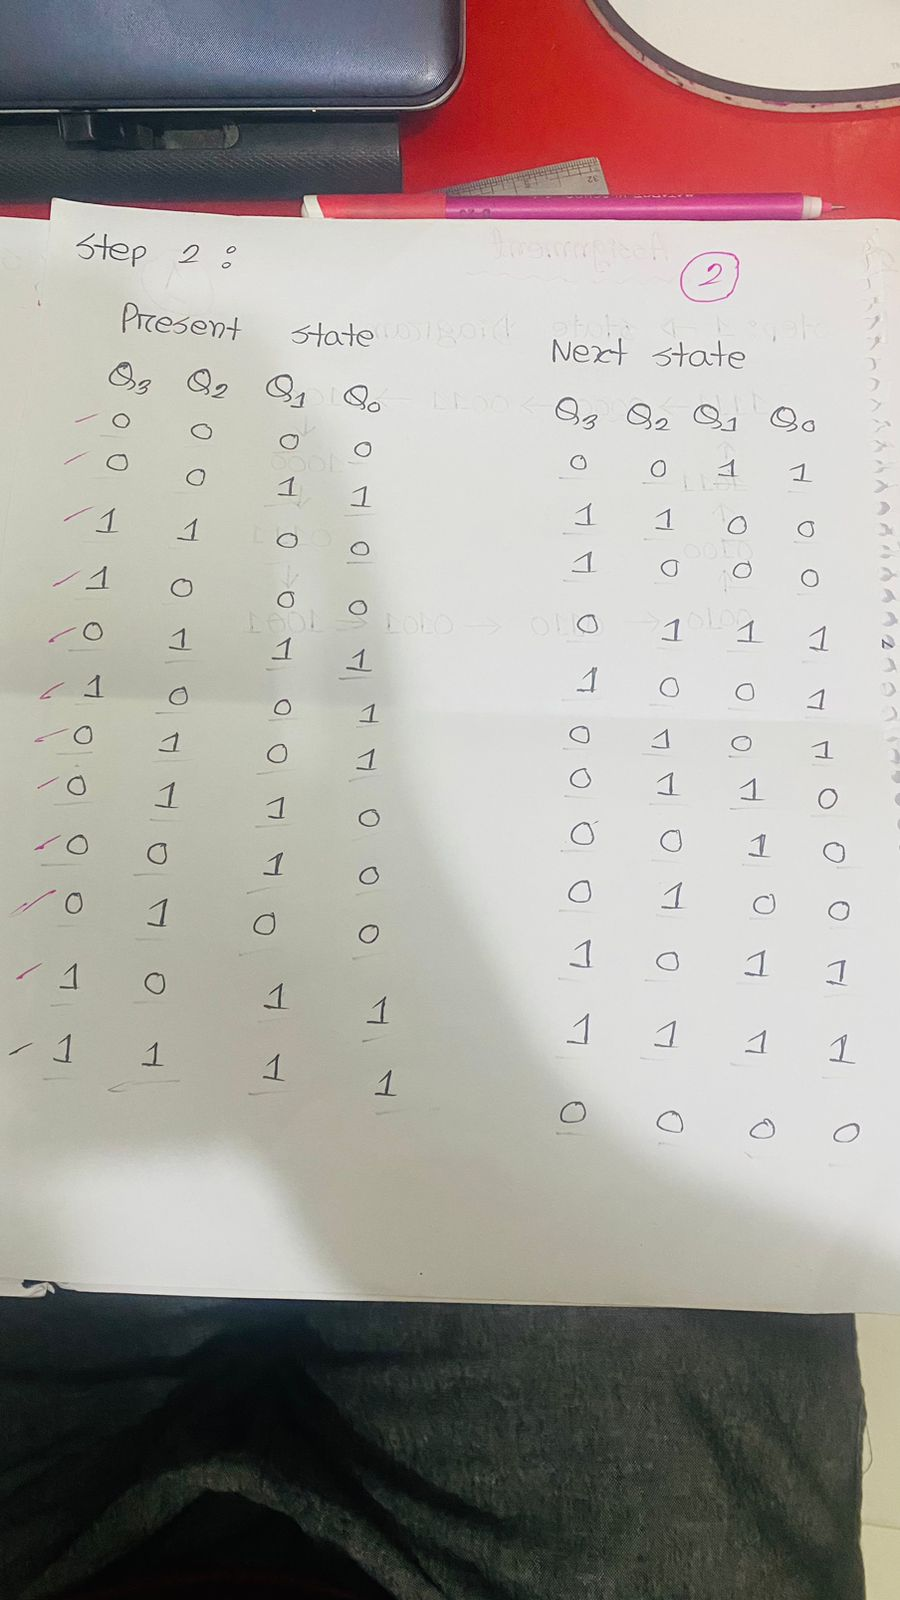 Step 2 :
2
Present state Next state
Q3 Q2 Q1 Q0 Q3 Q2 Q1 Q0
0 0 0 0 0 0 1 1
0 0 1 1 1 1 0 0
1 1 0 0 1 0 0 0
1 0 0 0 0 1 1 1
0 1 1 1 1 0 0 1
1 0 0 1 0 1 0 1
0 1 0 1 0 1 1 0
0 1 1 0 0 0 1 0
0 0 1 0 0 1 0 0
0 1 0 0 1 0 1 1
1 0 1 1 1 1 1 1
1 1 1 1 0 0 0 0